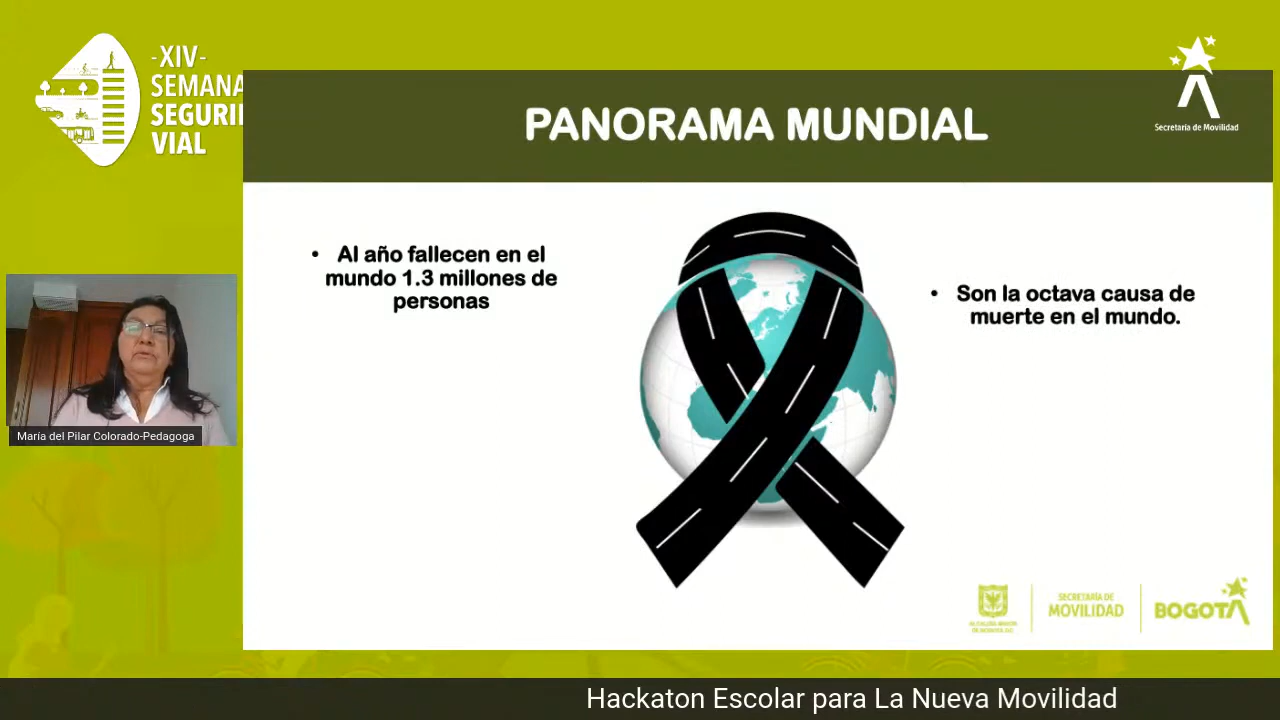 -XIV-
SEMANA
SEGURI
VIAL
Secretaría de Movilidad
PANORAMA MUNDIAL
• Al año fallecen en el
mundo 1.3 millones de
personas
• Son la octava causa de
muerte en el mundo.
María del Pilar Colorado-Pedagoga
SECRETARÍA DE
MOVILIDAD
BOGOTÁ
Hackaton Escolar para La Nueva Movilidad